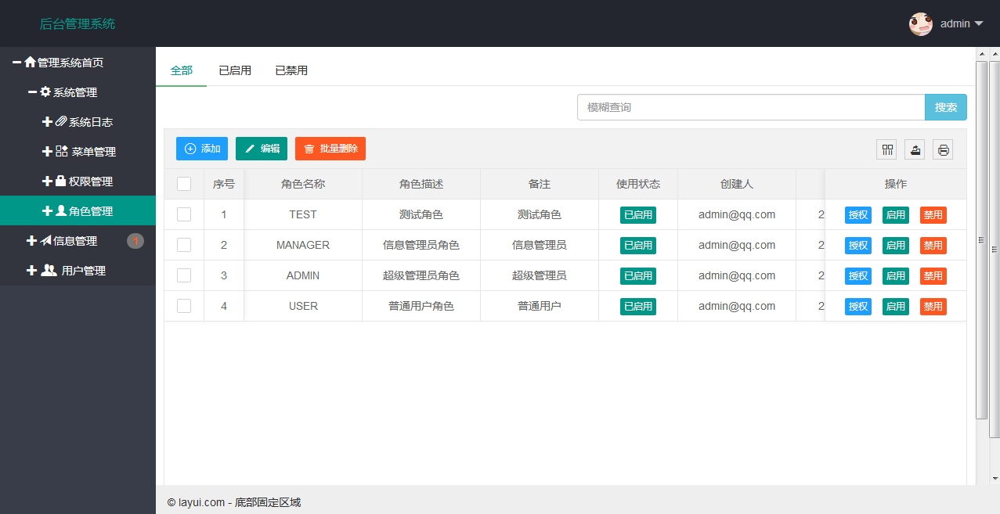 后台管理系统
admin
管理系统首页
系统管理
系统日志
菜单管理
权限管理
角色管理
信息管理 1
用户管理
全部 已启用 已禁用
模糊查询 搜索
添加 编辑 批量删除
序号 角色名称 角色描述 备注 使用状态 创建人 操作
1 TEST 测试角色 测试角色 已启用 admin@qq.com 2 授权 启用 禁用
2 MANAGER 信息管理员角色 信息管理员 已启用 admin@qq.com 2 授权 启用 禁用
3 ADMIN 超级管理员角色 超级管理员 已启用 admin@qq.com 2 授权 启用 禁用
4 USER 普通用户角色 普通用户 已启用 admin@qq.com 2 授权 启用 禁用
© layui.com - 底部固定区域